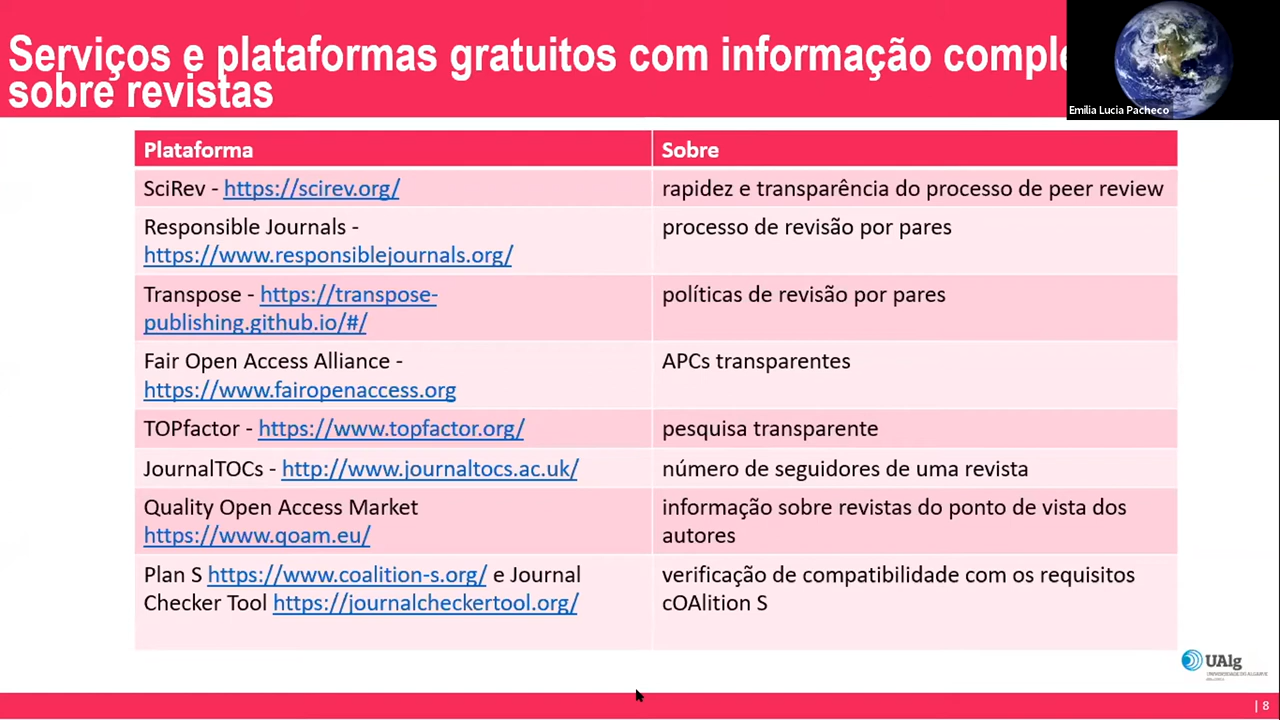 Serviços e plataformas gratuitos com informação
sobre revistas
Emilia Lucia Pacheco
Plataforma Sobre
SciRev - https://scirev.org/ rapidez e transparência do processo de peer review
Responsible Journals - processo de revisão por pares
https://www.responsiblejournals.org/
Transpose - https://transpose- políticas de revisão por pares
publishing.github.io/#/
Fair Open Access Alliance - APCs transparentes
https://www.fairopenaccess.org
TOPfactor - https://www.topfactor.org/ pesquisa transparente
JournalTOCs - http://www.journaltocs.ac.uk/ número de seguidores de uma revista
Quality Open Access Market informação sobre revistas do ponto de vista dos
https://www.qoam.eu/ autores
Plan S https://www.coalition-s.org/ e Journal verificação de compatibilidade com os requisitos
Checker Tool https://journalcheckertool.org/ cOAlition S
UAlg
UNIVERSIDADE DO ALGARVE
| 8